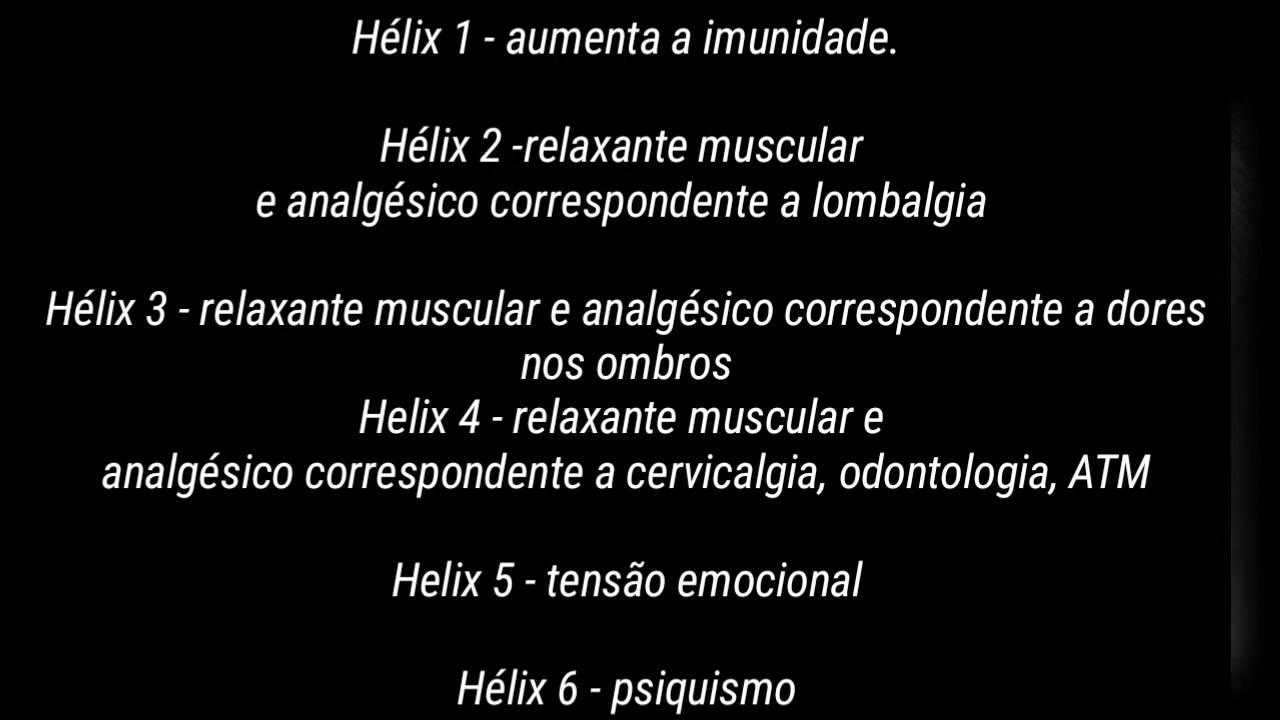 Hélix 1 - aumenta a imunidade.
Hélix 2 -relaxante muscular
e analgésico correspondente a lombalgia
Hélix 3 - relaxante muscular e analgésico correspondente a dores
nos ombros
Helix 4 - relaxante muscular e
analgésico correspondente a cervicalgia, odontologia, ATM
Helix 5 - tensão emocional
Hélix 6 - psiquismo